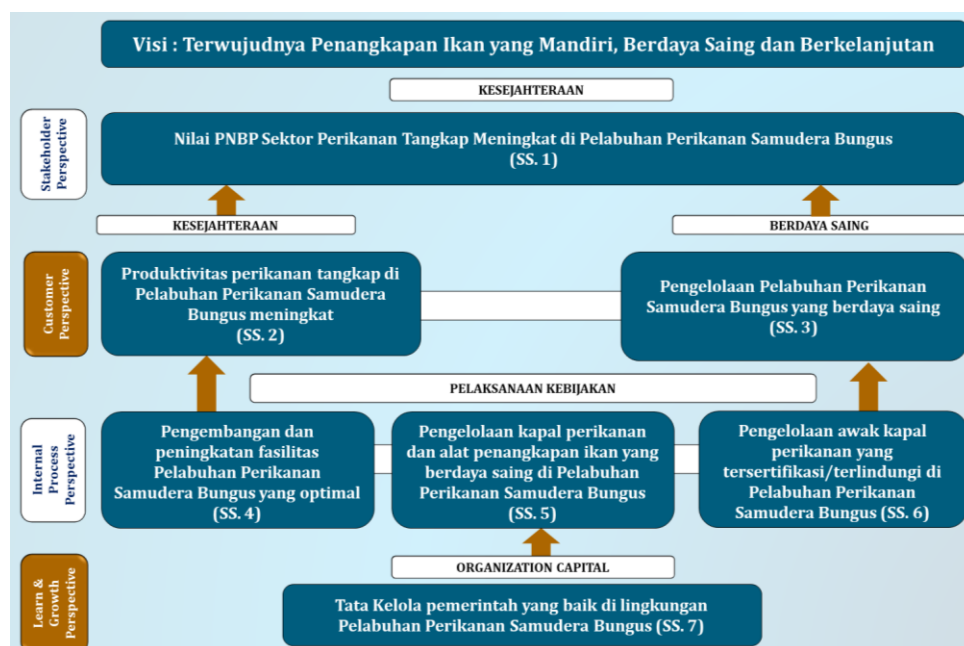 Visi : Terwujudnya Penangkapan Ikan yang Mandiri, Berdaya Saing dan Berkelanjutan
KESEJAHTERAAN
Stakeholder
Perspective
Nilai PNBP Sektor Perikanan Tangkap Meningkat di Pelabuhan Perikanan Samudera Bungus
(SS. 1)
KESEJAHTERAAN
BERDAYA SAING
Customer
Perspective
Produktivitas perikanan tangkap di
Pelabuhan Perikanan Samudera
Bungus meningkat
(SS. 2)
Pengelolaan Pelabuhan Perikanan
Samudera Bungus yang berdaya saing
(SS. 3)
PELAKSANAAN KEBIJAKAN
Internal
Process
Perspective
Pengembangan dan
peningkatan fasilitas
Pelabuhan Perikanan
Samudera Bungus yang optimal
(SS. 4)
Pengelolaan kapal perikanan
dan alat penangkapan ikan yang
berdaya saing di Pelabuhan
Perikanan Samudera Bungus
(SS. 5)
Pengelolaan awak kapal
perikanan yang
tersertifikasi/terlindungi di
Pelabuhan Perikanan
Samudera Bungus (SS. 6)
ORGANIZATION CAPITAL
Learn &
Growth
Perspective
Tata Kelola pemerintah yang baik di lingkungan
Pelabuhan Perikanan Samudera Bungus (SS. 7)